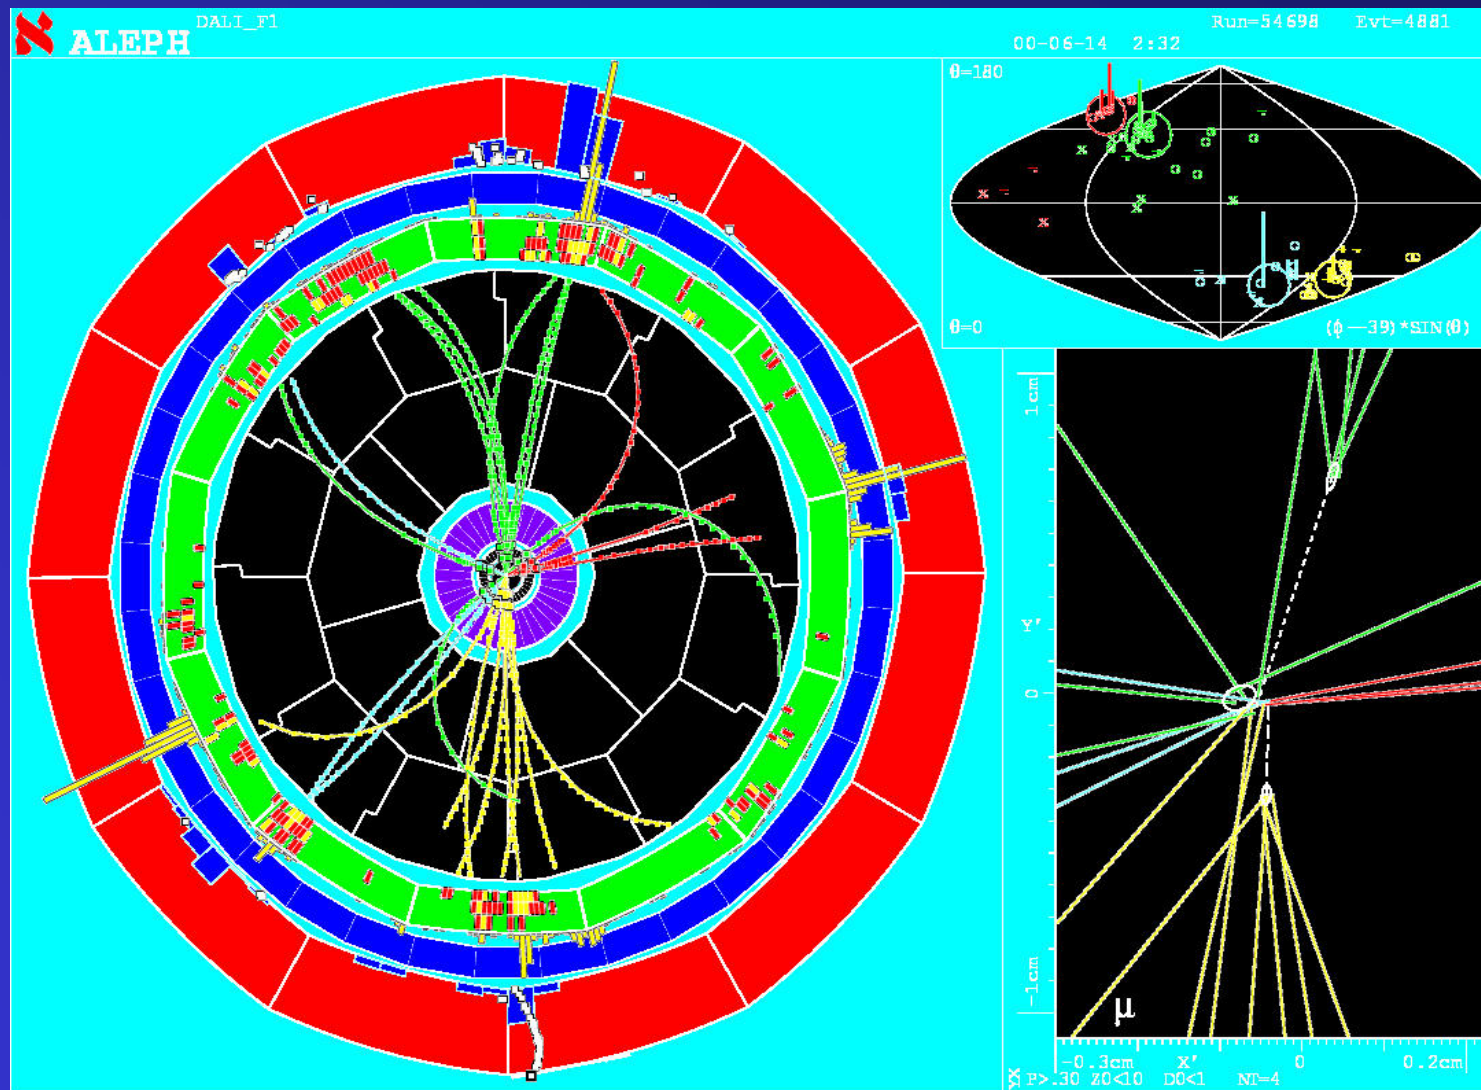 DALI_F1
Run=54698 Evt=4881
ALEPH
00-06-14 2:32
θ=180
θ=0
(ϕ-39)*SIN(θ)
1cm
Y'
0
-1cm
μ
-0.3cm X' 0 0.2cm
YX P>.30 Z0<10 D0<1 NT=4